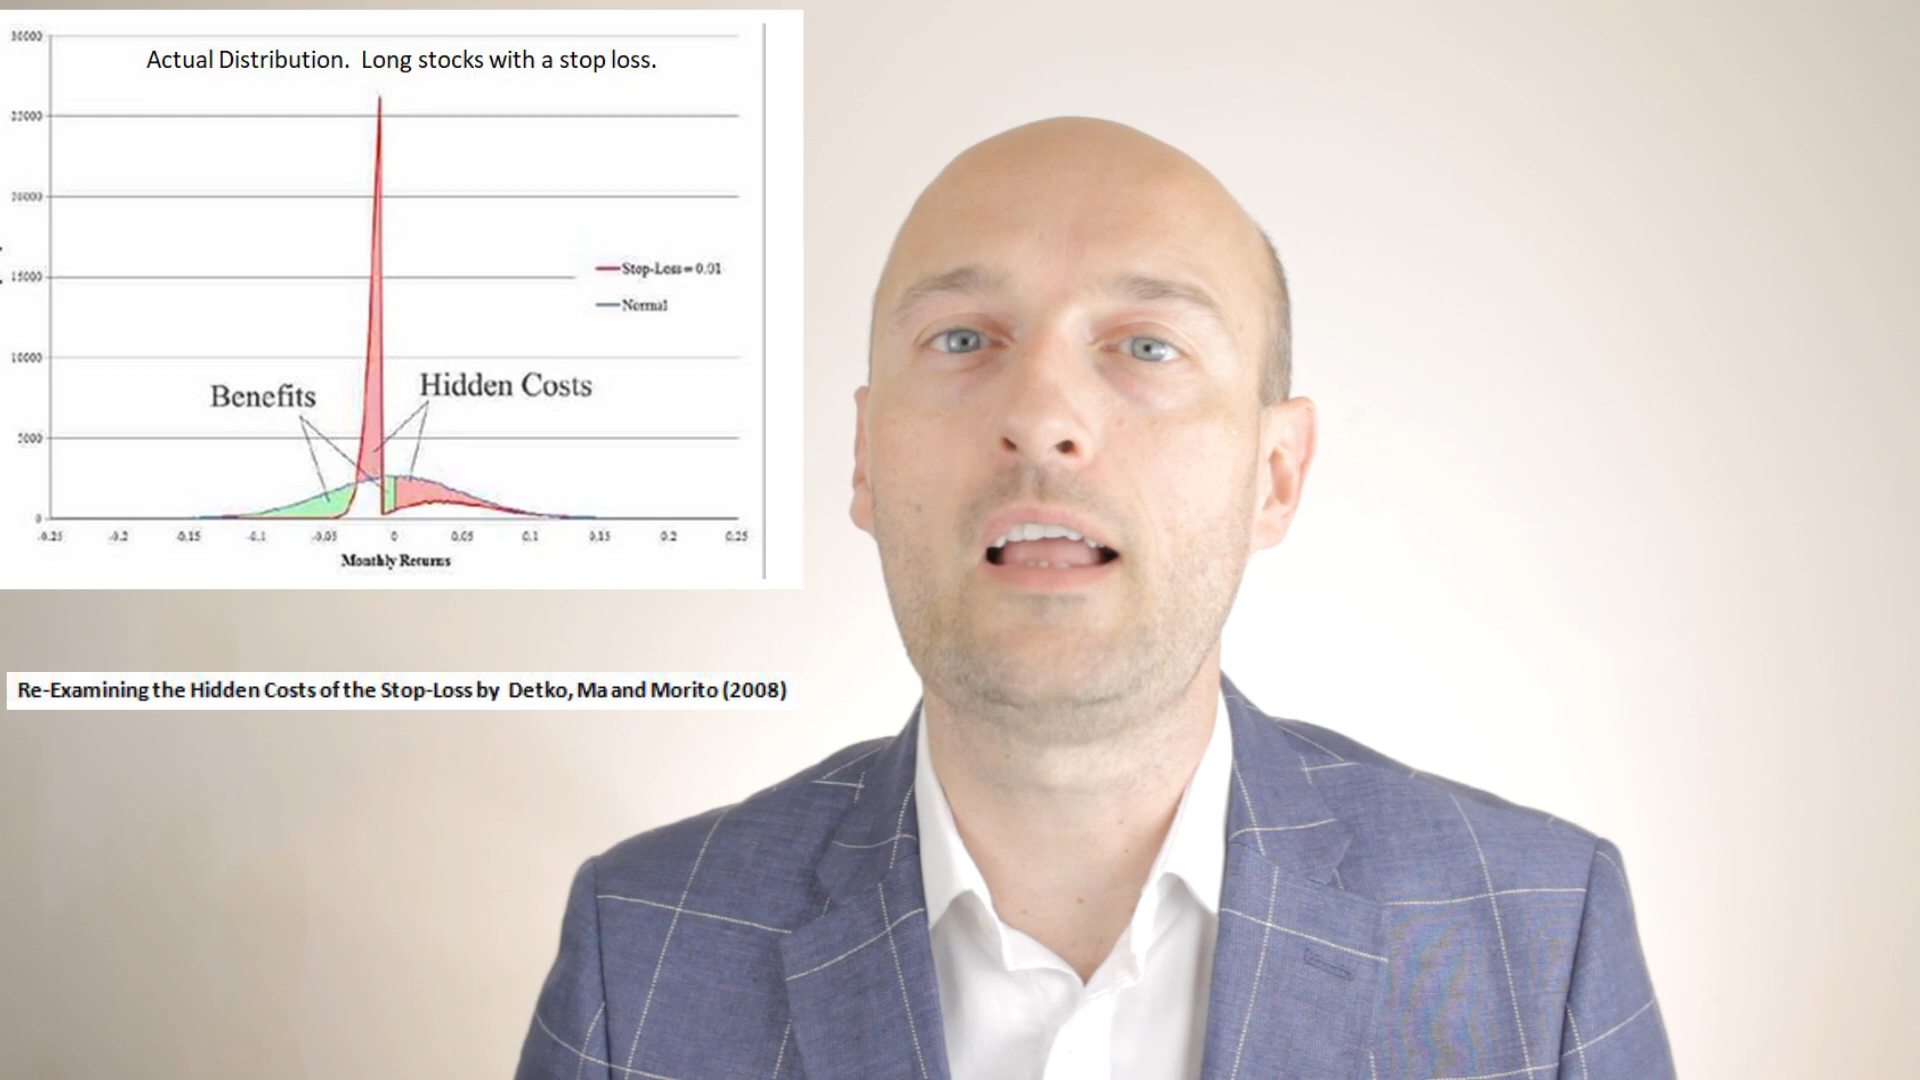 Actual Distribution. Long stocks with a stop loss.
30000
25000
20000
15000
10000
5000
0
Stop-Loss = 0.01
Normal
Benefits
Hidden Costs
-0.25 -0.2 -0.15 -0.1 -0.05 0 0.05 0.1 0.15 0.2 0.25
Monthly Returns
Re-Examining the Hidden Costs of the Stop-Loss by Detko, Ma and Morito (2008)